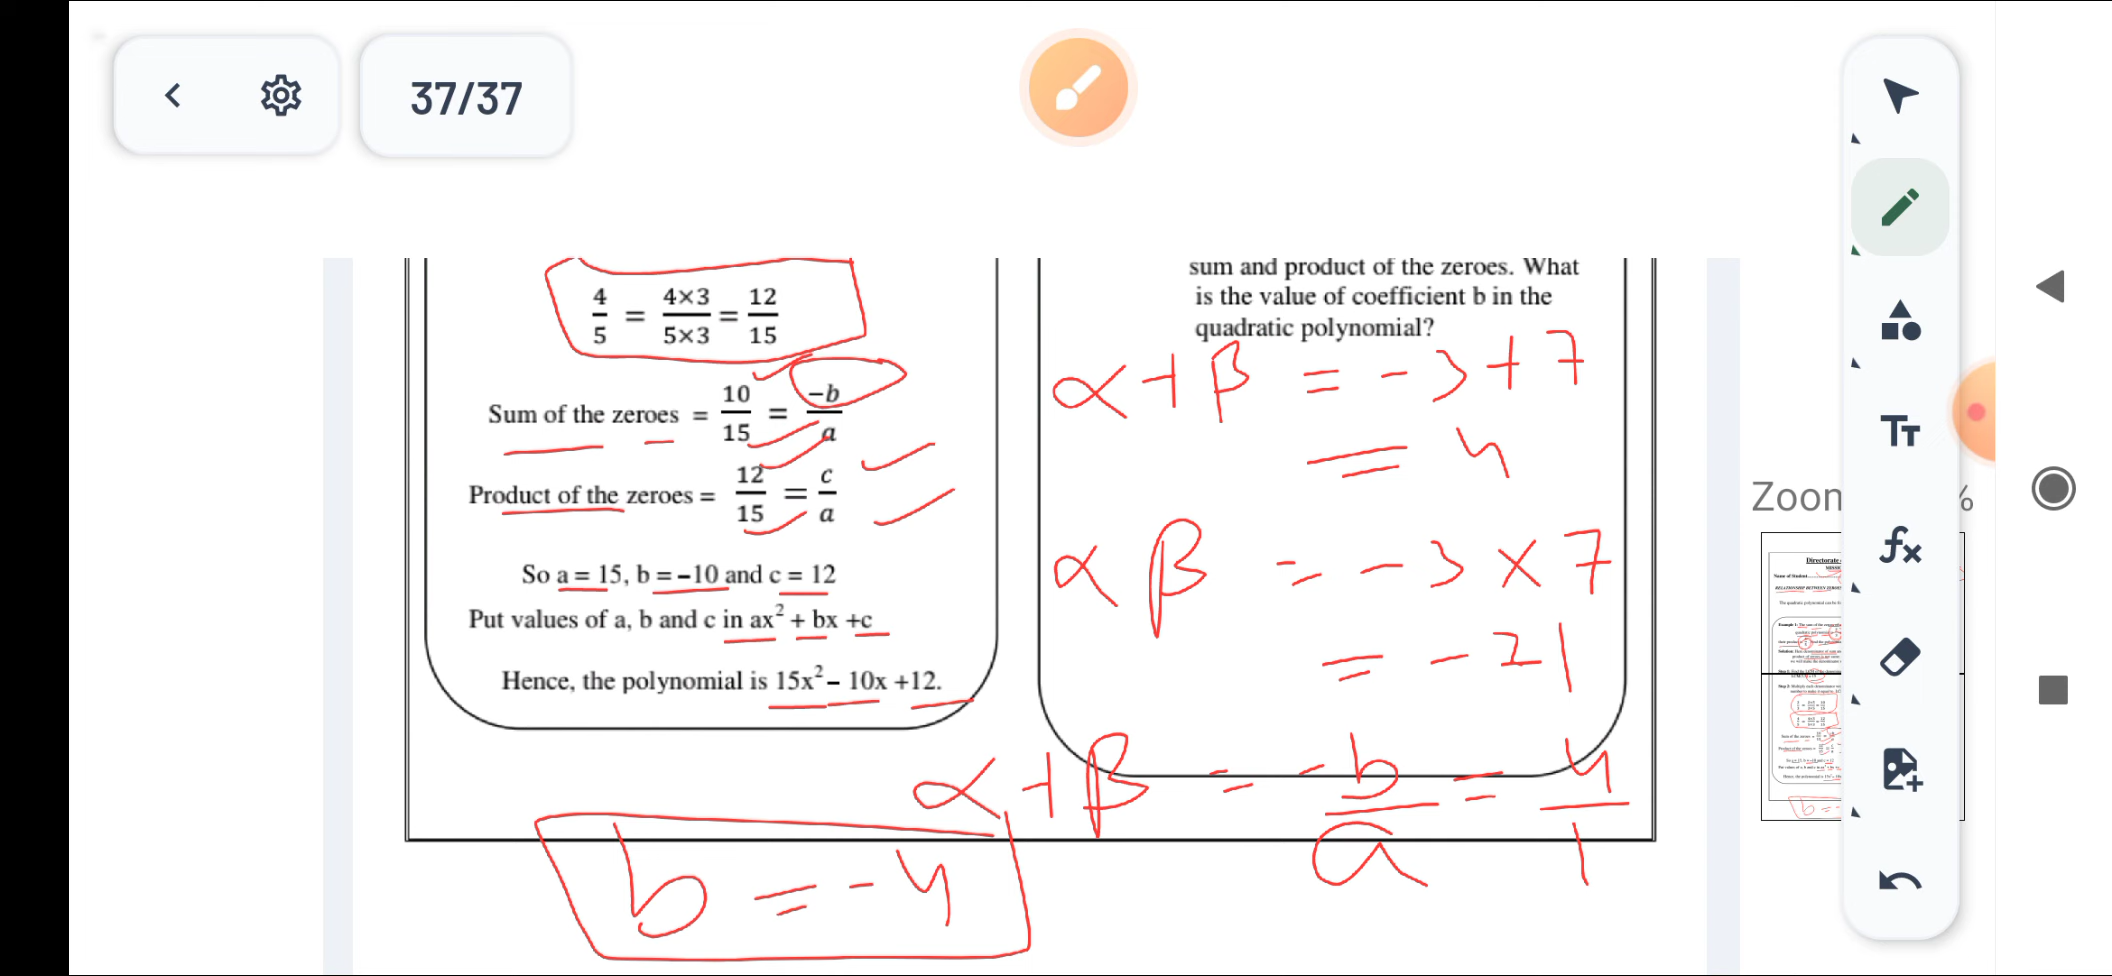 37/37
4/5 = 4×3/5×3 = 12/15
Sum of the zeroes = 10/15 = -b/a
Product of the zeroes = 12/15 = c/a
So a = 15, b = -10 and c = 12
Put values of a, b and c in ax² + bx +c
Hence, the polynomial is 15x² - 10x +12.
sum and product of the zeroes. What
is the value of coefficient b in the
quadratic polynomial?
α+β = -3+7
= 4
αβ = -3×7
= -21
α+β = -b/a = 4/1
b = -4
Tт
fx
Zoom
%